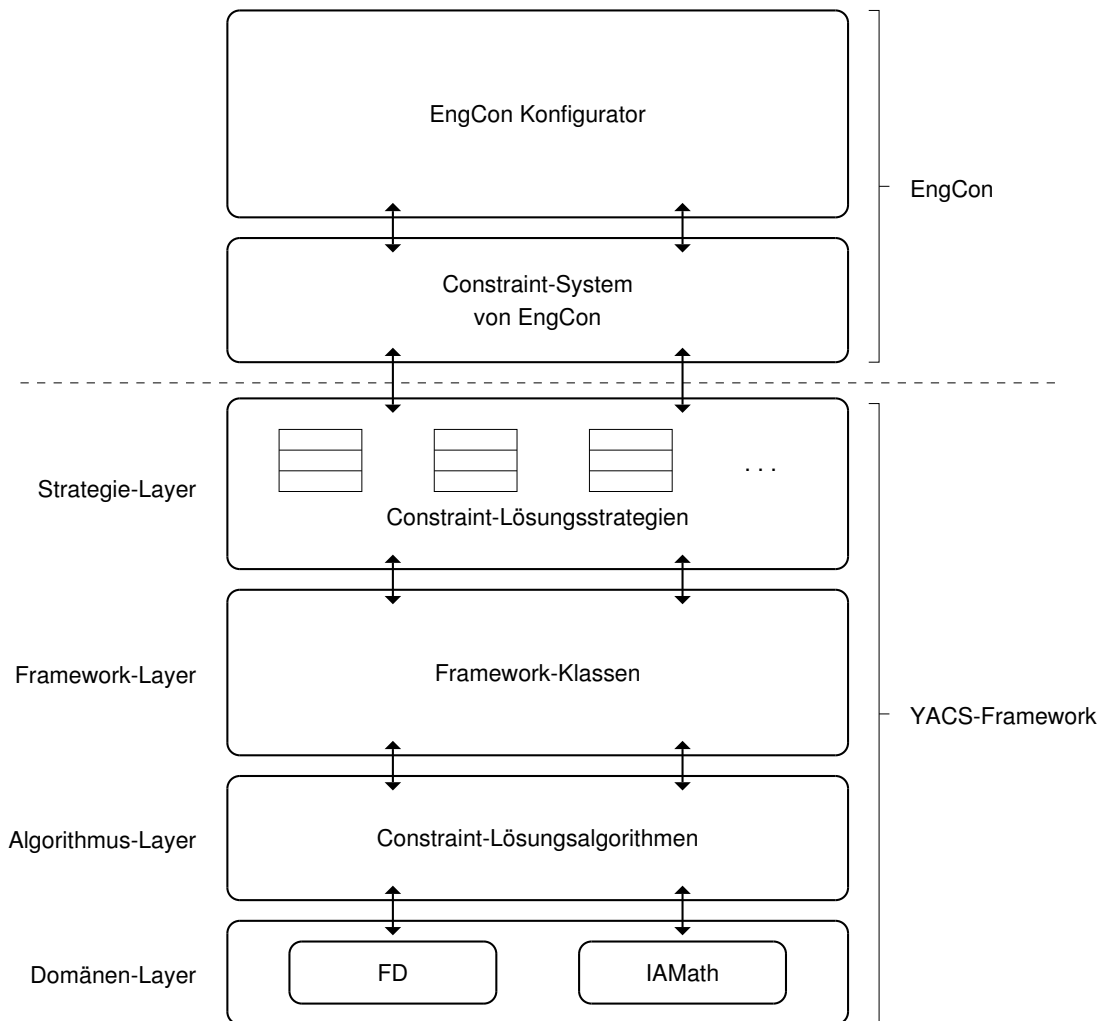 EngCon Konfigurator
EngCon
Constraint-System
von EngCon
Strategie-Layer
. . .
Constraint-Lösungsstrategien
Framework-Layer
Framework-Klassen
YACS-Framework
Algorithmus-Layer
Constraint-Lösungsalgorithmen
Domänen-Layer
FD
IAMath